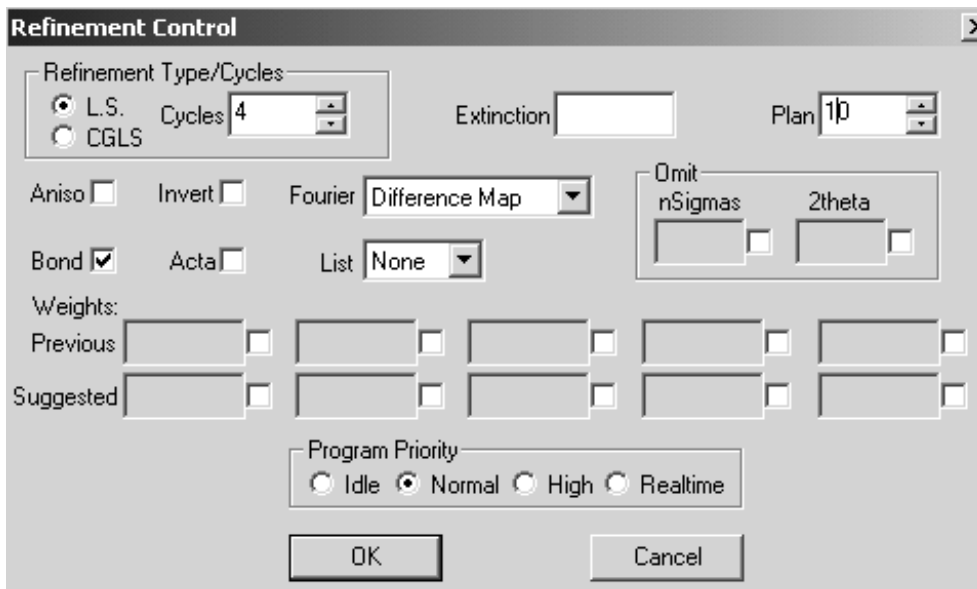 Refinement Control
Refinement Type/Cycles
L.S. Cycles 4 Extinction Plan 10
CGLS
Omit
Aniso Invert Fourier Difference Map nSigmas 2theta
Bond Acta List None
Weights:
Previous
Suggested
Program Priority
Idle Normal High Realtime
OK Cancel